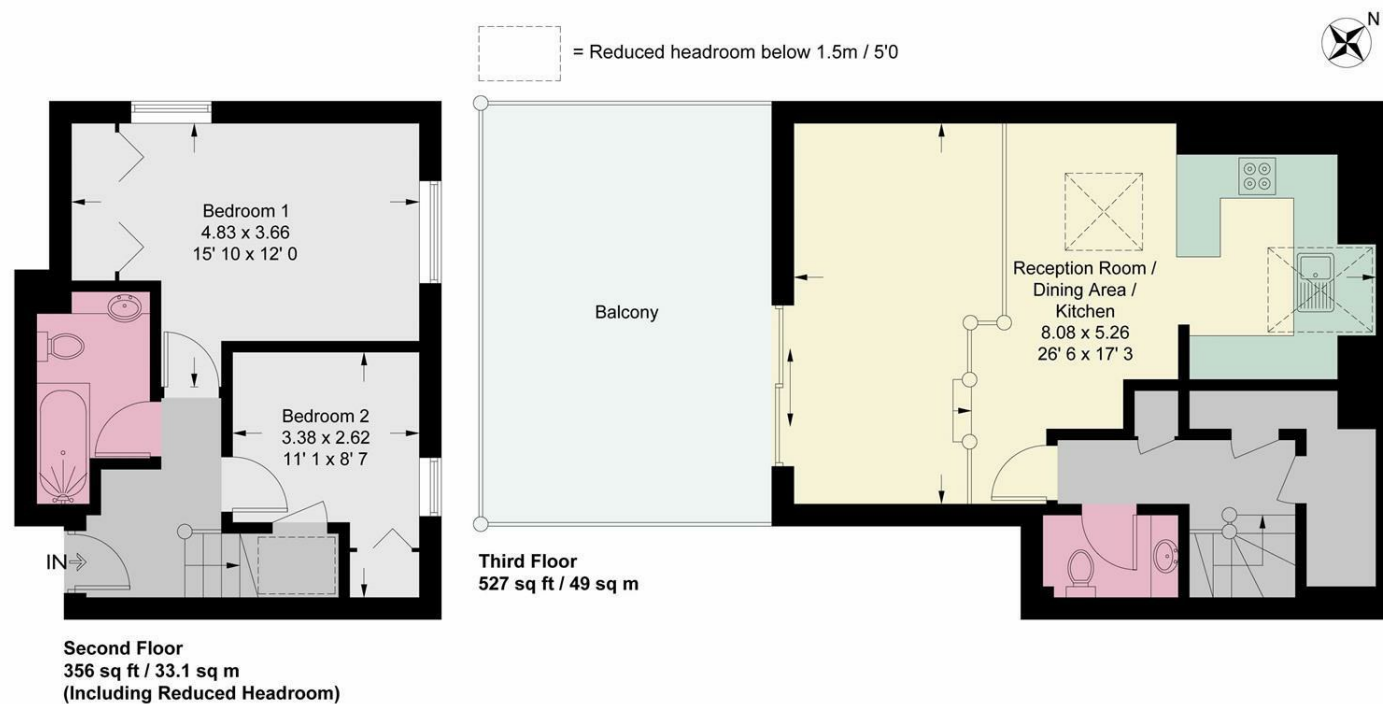 N
= Reduced headroom below 1.5m / 5'0
Bedroom 1
4.83 x 3.66
15' 10 x 12' 0
Bedroom 2
3.38 x 2.62
11' 1 x 8' 7
IN
Second Floor
356 sq ft / 33.1 sq m
(Including Reduced Headroom)
Balcony
Reception Room /
Dining Area /
Kitchen
8.08 x 5.26
26' 6 x 17' 3
Third Floor
527 sq ft / 49 sq m